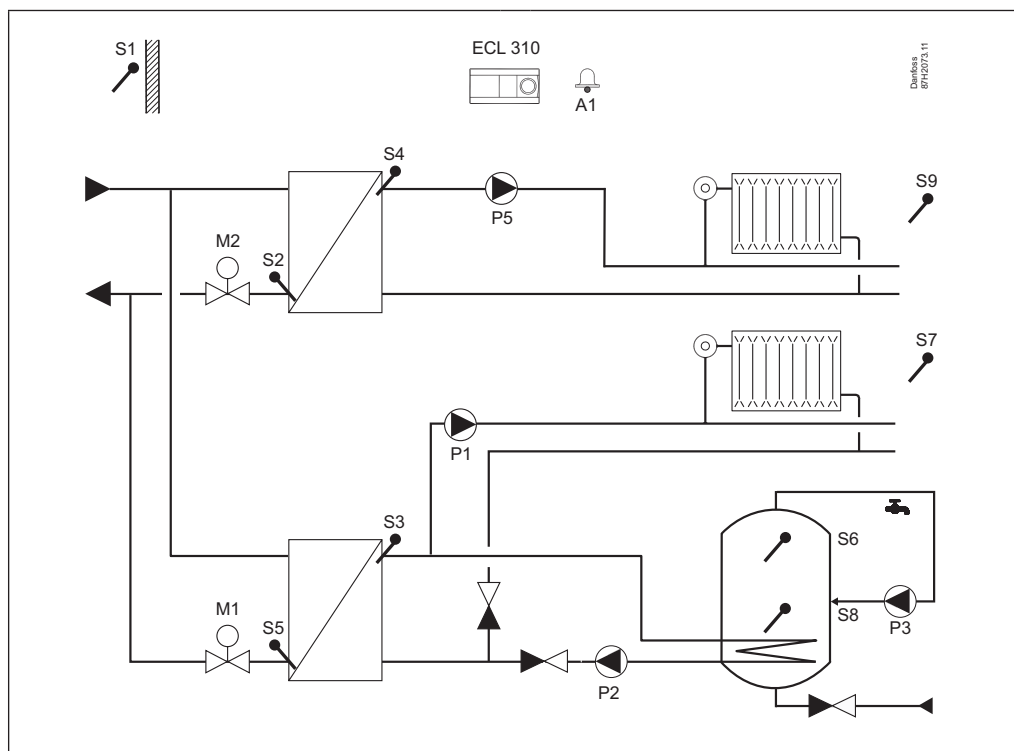 S1
ECL 310
A1
Danfoss
87H2073.11
S4
P5
S9
M2
S2
S7
P1
S3
S6
M1
S5
S8
P3
P2